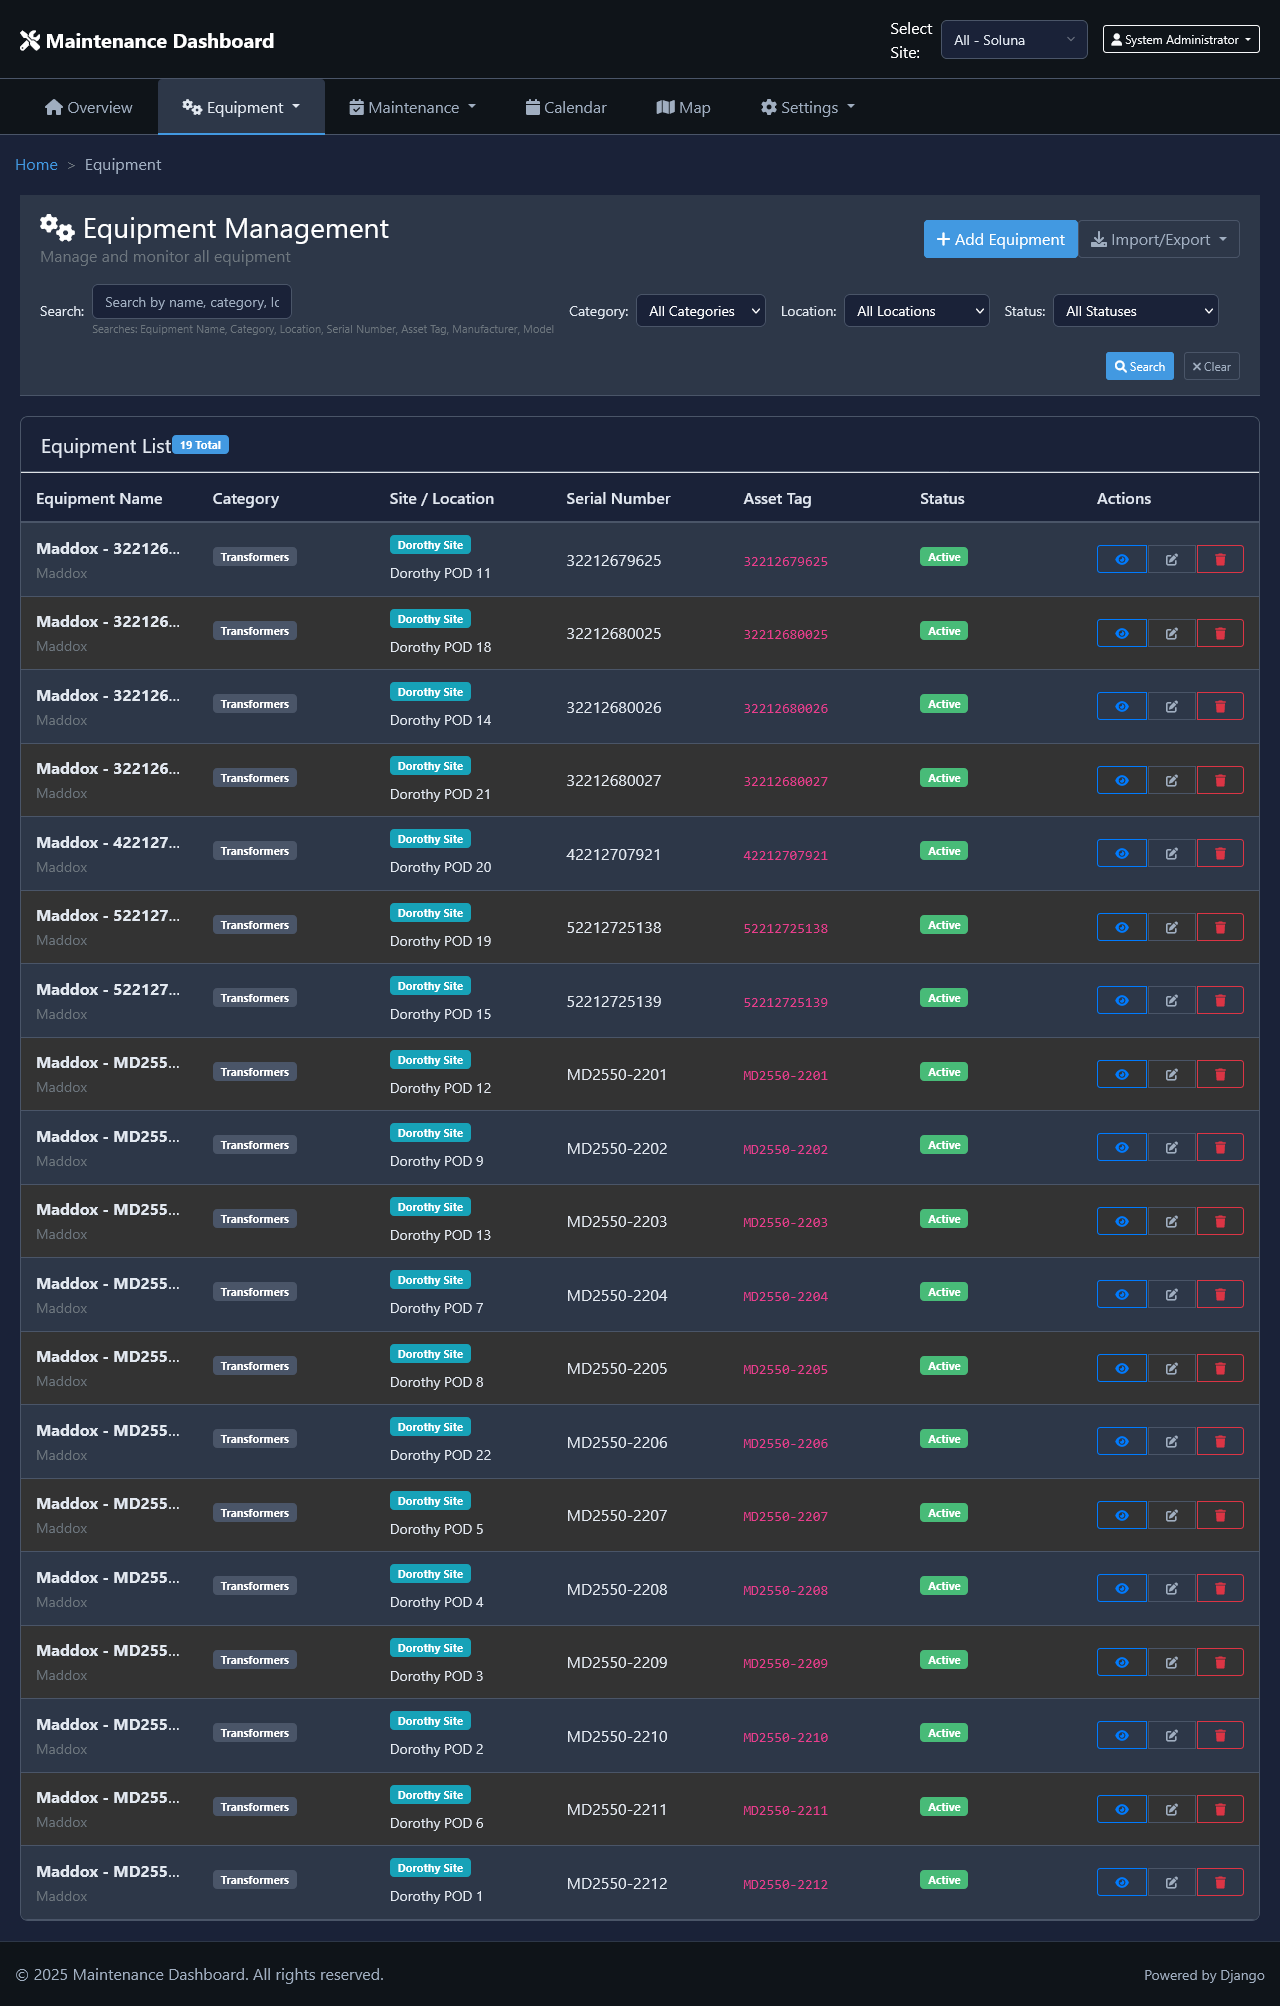 Maintenance Dashboard
Select Site:
All - Soluna
System Administrator
Overview
Equipment
Maintenance
Calendar
Map
Settings
Home > Equipment
Equipment Management
Manage and monitor all equipment
Add Equipment
Import/Export
Search:
Search by name, category, lc
Searches: Equipment Name, Category, Location, Serial Number, Asset Tag, Manufacturer, Model
Category:
All Categories
Location:
All Locations
Status:
All Statuses
Search
Clear
Equipment List 19 Total
Equipment Name Category Site / Location Serial Number Asset Tag Status Actions
Maddox - 322126... Transformers Dorothy Site 32212679625 32212679625 Active
Maddox Dorothy POD 11
Maddox - 322126... Transformers Dorothy Site 32212680025 32212680025 Active
Maddox Dorothy POD 18
Maddox - 322126... Transformers Dorothy Site 32212680026 32212680026 Active
Maddox Dorothy POD 14
Maddox - 322126... Transformers Dorothy Site 32212680027 32212680027 Active
Maddox Dorothy POD 21
Maddox - 422127... Transformers Dorothy Site 42212707921 42212707921 Active
Maddox Dorothy POD 20
Maddox - 522127... Transformers Dorothy Site 52212725138 52212725138 Active
Maddox Dorothy POD 19
Maddox - 522127... Transformers Dorothy Site 52212725139 52212725139 Active
Maddox Dorothy POD 15
Maddox - MD255... Transformers Dorothy Site MD2550-2201 MD2550-2201 Active
Maddox Dorothy POD 12
Maddox - MD255... Transformers Dorothy Site MD2550-2202 MD2550-2202 Active
Maddox Dorothy POD 9
Maddox - MD255... Transformers Dorothy Site MD2550-2203 MD2550-2203 Active
Maddox Dorothy POD 13
Maddox - MD255... Transformers Dorothy Site MD2550-2204 MD2550-2204 Active
Maddox Dorothy POD 7
Maddox - MD255... Transformers Dorothy Site MD2550-2205 MD2550-2205 Active
Maddox Dorothy POD 8
Maddox - MD255... Transformers Dorothy Site MD2550-2206 MD2550-2206 Active
Maddox Dorothy POD 22
Maddox - MD255... Transformers Dorothy Site MD2550-2207 MD2550-2207 Active
Maddox Dorothy POD 5
Maddox - MD255... Transformers Dorothy Site MD2550-2208 MD2550-2208 Active
Maddox Dorothy POD 4
Maddox - MD255... Transformers Dorothy Site MD2550-2209 MD2550-2209 Active
Maddox Dorothy POD 3
Maddox - MD255... Transformers Dorothy Site MD2550-2210 MD2550-2210 Active
Maddox Dorothy POD 2
Maddox - MD255... Transformers Dorothy Site MD2550-2211 MD2550-2211 Active
Maddox Dorothy POD 6
Maddox - MD255... Transformers Dorothy Site MD2550-2212 MD2550-2212 Active
Maddox Dorothy POD 1
© 2025 Maintenance Dashboard. All rights reserved.
Powered by Django